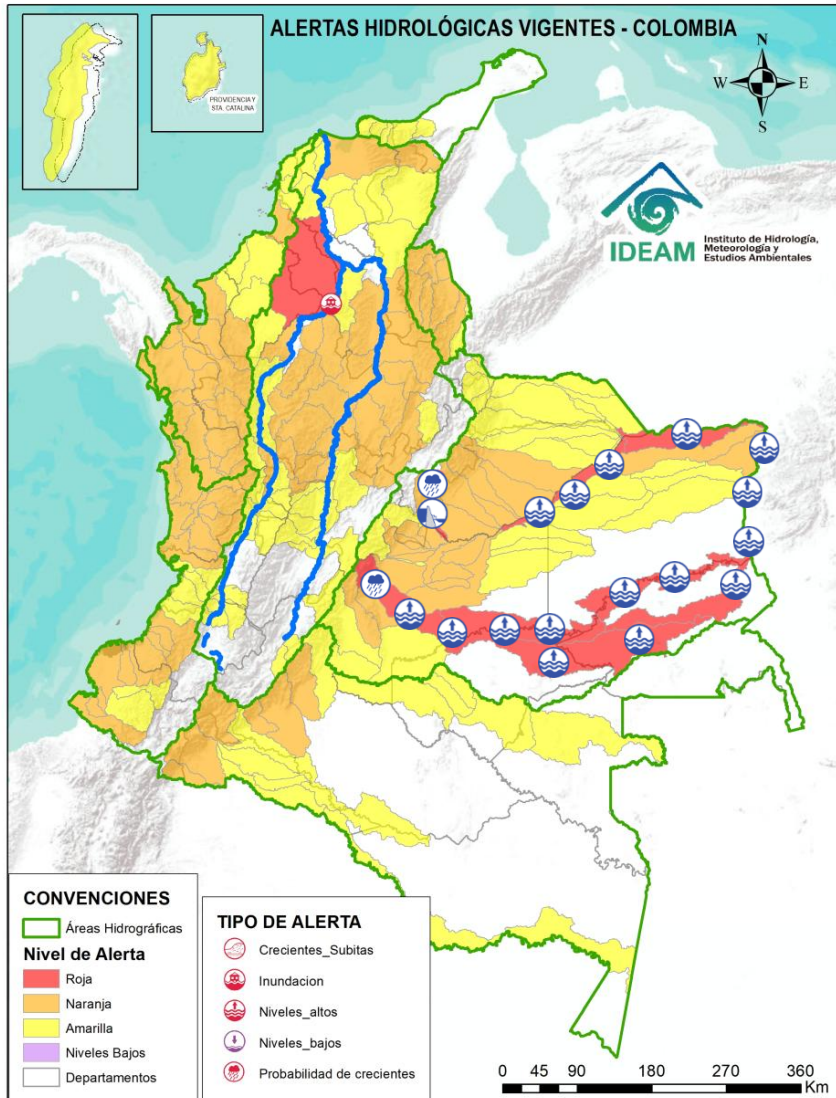 ALERTAS HIDROLÓGICAS VIGENTES - COLOMBIA
PROVIDENCIA Y
STA. CATALINA
N
W
E
S
IDEAM
Instituto de Hidrología,
Meteorología y
Estudios Ambientales
CONVENCIONES
Áreas Hidrográficas
Nivel de Alerta
Roja
Naranja
Amarilla
Niveles Bajos
Departamentos
TIPO DE ALERTA
Crecientes_Subitas
Inundacion
Niveles_altos
Niveles_bajos
Probabilidad de crecientes
0 45 90 180 270 360
Km